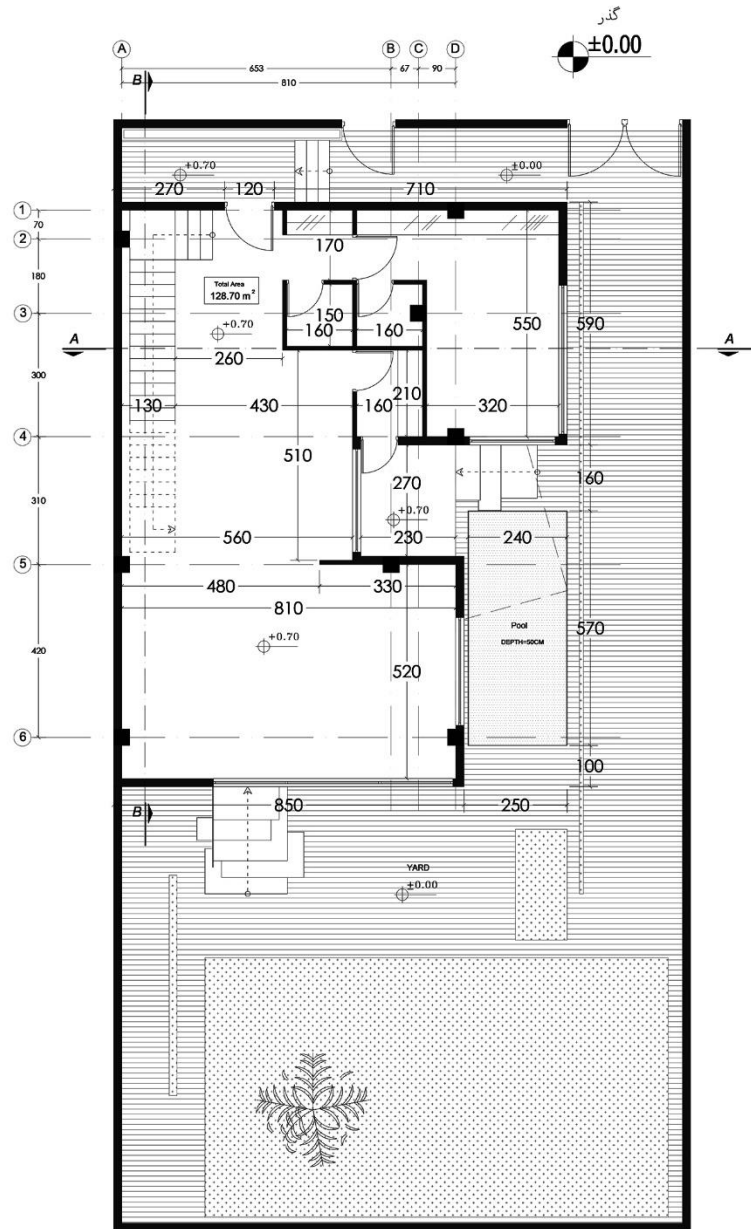 گذر
±0.00
A B C D
653 67 90
810
B
+0.70 ±0.00
270 120 710
1
70
2
170
180
Total Area
128.70 m²
3
150
+0.70
160 160
550 590
A A
260
300
210
130 430 160 320
4
510
270
160
310
+0.70
560 230 240
5
480 330
810
Pool
DEPTH=50CM
570
+0.70
520
420
6
100
B
850 250
YARD
±0.00